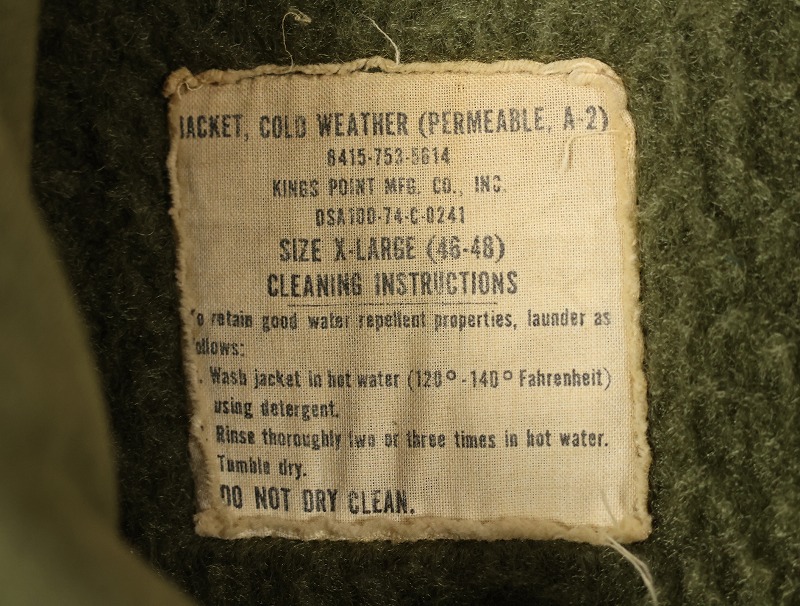 JACKET, COLD WEATHER (PERMEABLE, A-2)
8415-753-5614
KINGS POINT MFG. CO., INC.
DSA100-74-C-0241
SIZE X-LARGE (46-48)
CLEANING INSTRUCTIONS
To retain good water repellent properties, launder as
follows:
. Wash jacket in hot water (120° -140° Fahrenheit)
using detergent.
. Rinse thoroughly two or three times in hot water.
Tumble dry.
DO NOT DRY CLEAN.